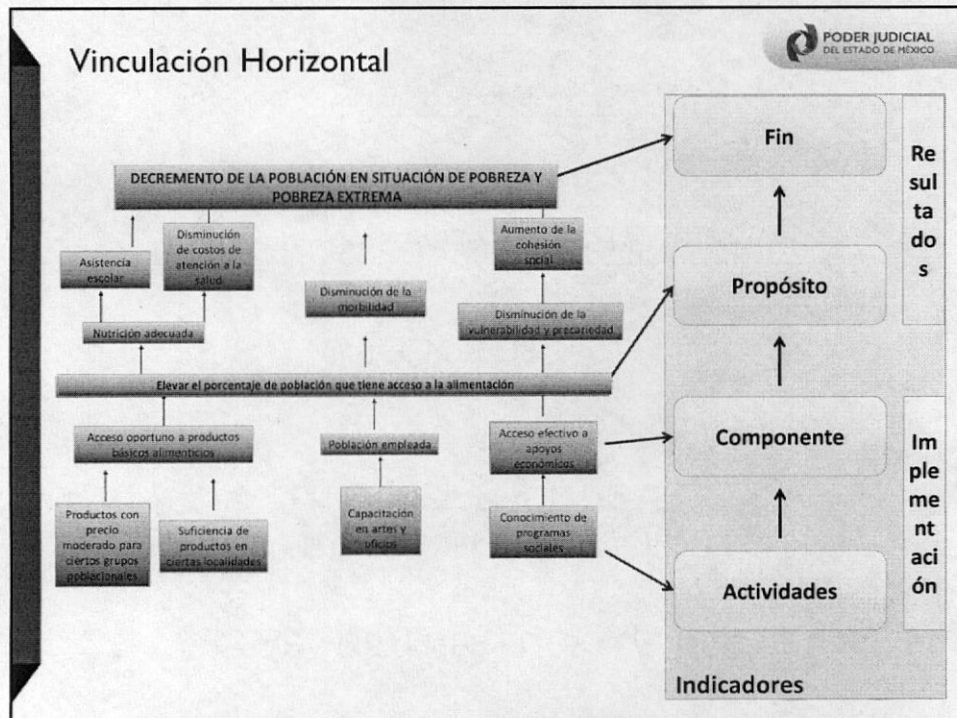 Vinculación Horizontal
PODER JUDICIAL
DEL ESTADO DE MÉXICO
DECREMENTO DE LA POBLACIÓN EN SITUACIÓN DE POBREZA Y
POBREZA EXTREMA
Asistencia
escolar
Disminución
de costos de
atención a la
salud
Disminución de la
morbilidad
Aumento de la
cohesión
social
Nutrición adecuada
Disminución de la
vulnerabilidad y precariedad
Elevar el porcentaje de población que tiene acceso a la alimentación
Acceso oportuno a productos
básicos alimenticios
Población empleada
Acceso efectivo a
apoyos
económicos
Productos con
precio
moderado para
ciertos grupos
poblacionales
Suficiencia de
productos en
ciertas localidades
Capacitación
en artes y
oficios
Conocimiento de
programas
sociales
Fin
Propósito
Componente
Actividades
Indicadores
Re
sul
ta
do
s
Im
ple
me
nt
aci
ón